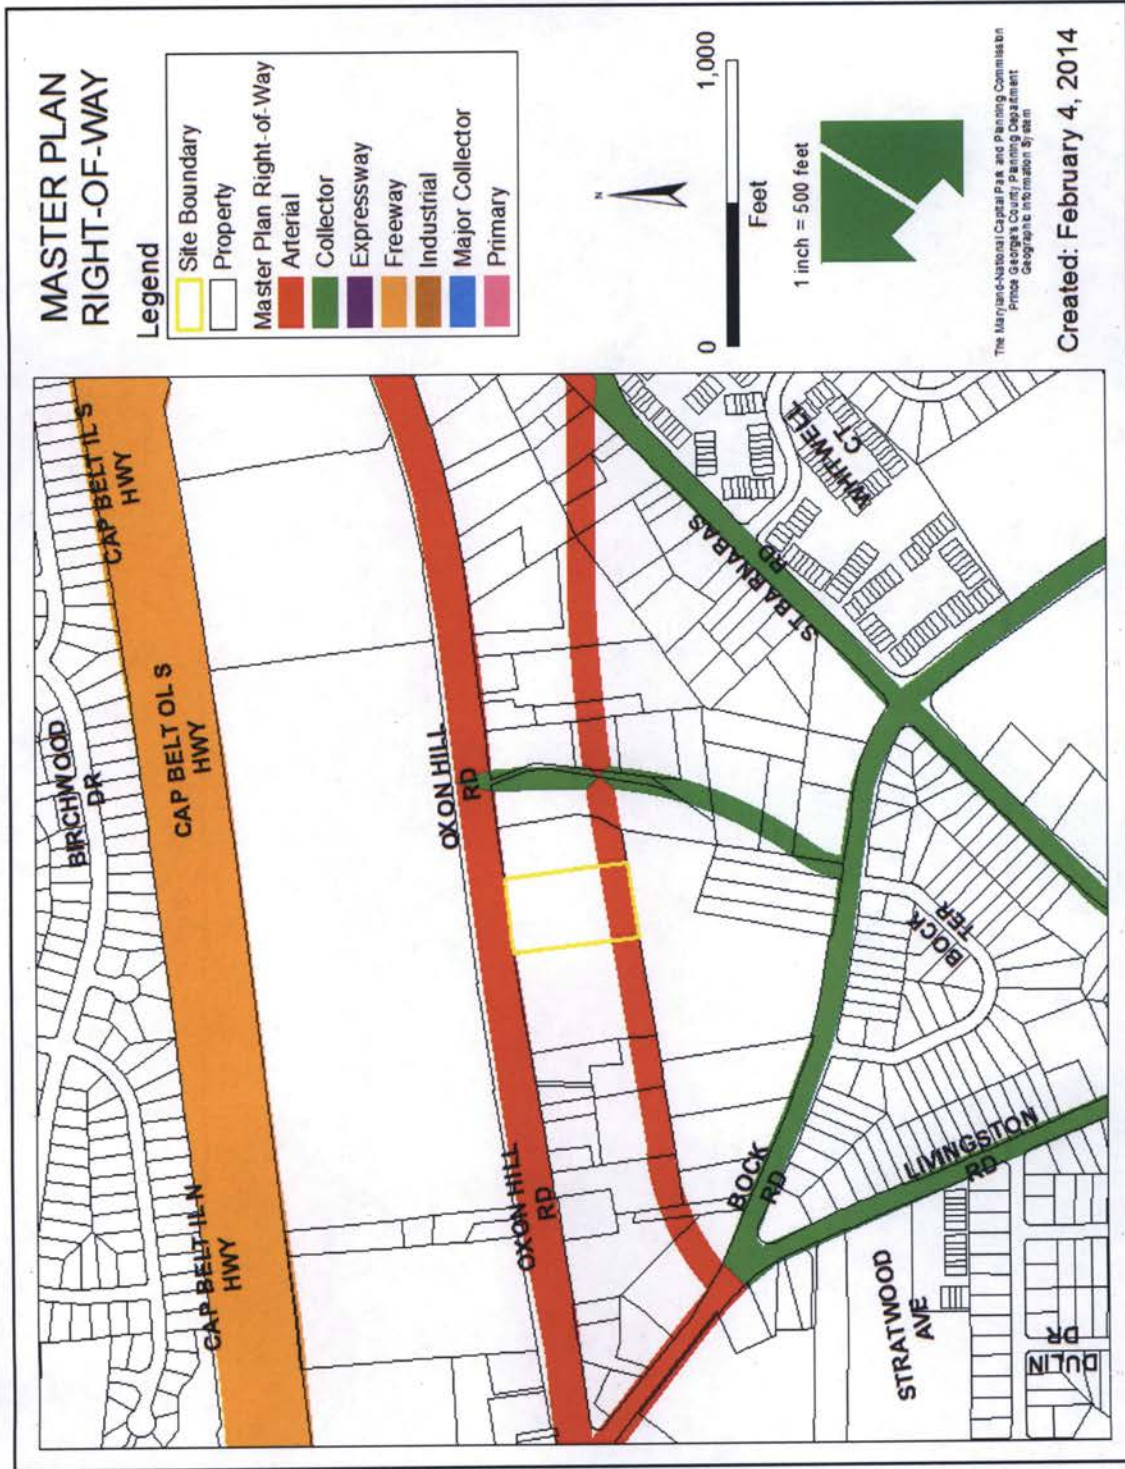 MASTER PLAN
RIGHT-OF-WAY
Legend
Site Boundary
Property
Master Plan Right-of-Way
Arterial
Collector
Expressway
Freeway
Industrial
Major Collector
Primary
N
0
1,000
Feet
1 inch = 500 feet
The Maryland-National Capital Park and Planning Commission
Prince George's County Planning Department
Geographic Information System
Created: February 4, 2014
BIRCHWOOD
DR
CAP BELT IL N
HWY
CAP BELT OL S
HWY
CAP BELT IL S
HWY
OXON HILL
RD
OXON HILL
RD
BOCK
RD
ST BARNABAS
RD
WHITWELL
CT
BOCK
TER
LIVINGSTON
RD
STRATWOOD
AVE
DULIN
DR